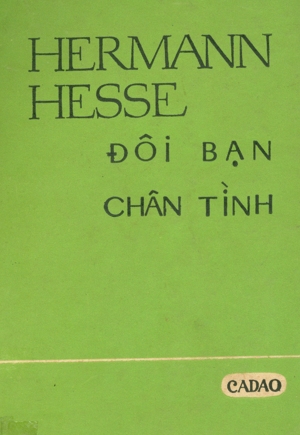 HERMANN
HESSE
ĐÔI BẠN
CHÂN TÌNH
CADAO